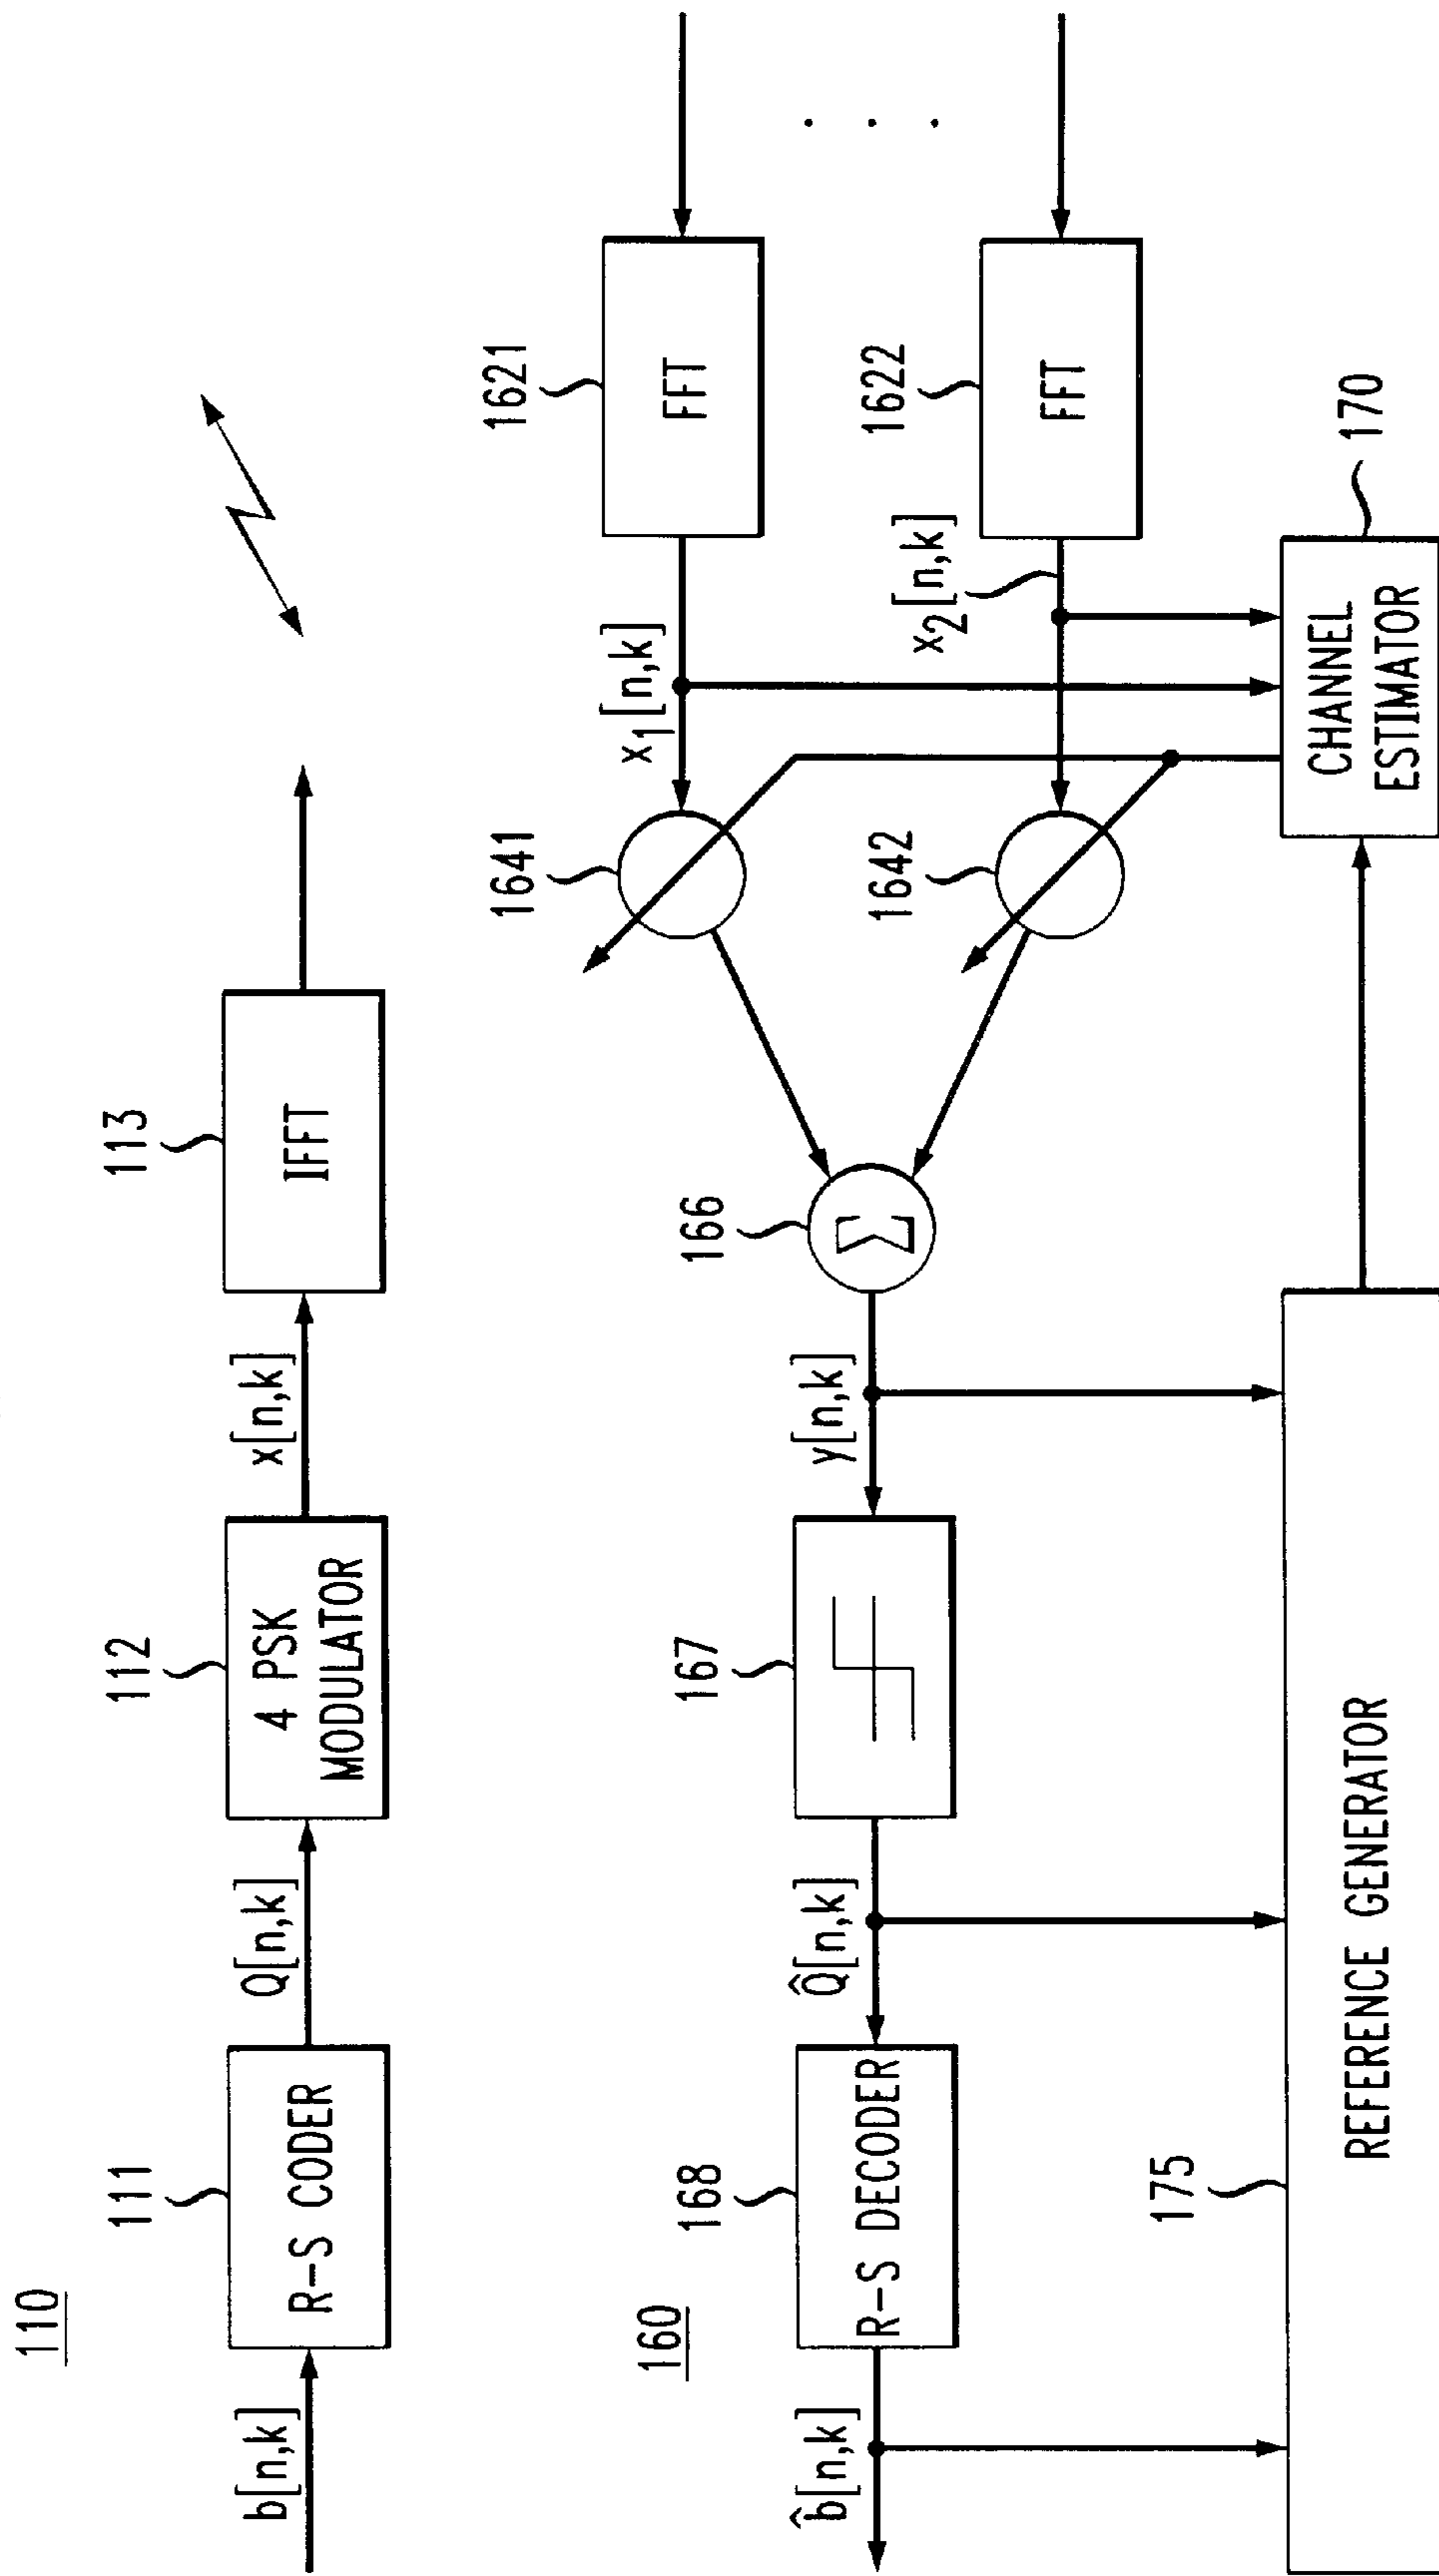 110
b[n,k]
111
R-S CODER
Q[n,k]
112
4 PSK
MODULATOR
x[n,k]
113
IFFT
160
b̂[n,k]
168
R-S DECODER
Q̂[n,k]
167
y[n,k]
166
Σ
1641
x₁[n,k]
1621
FFT
. . .
1642
x₂[n,k]
1622
FFT
175
REFERENCE GENERATOR
CHANNEL
ESTIMATOR
170